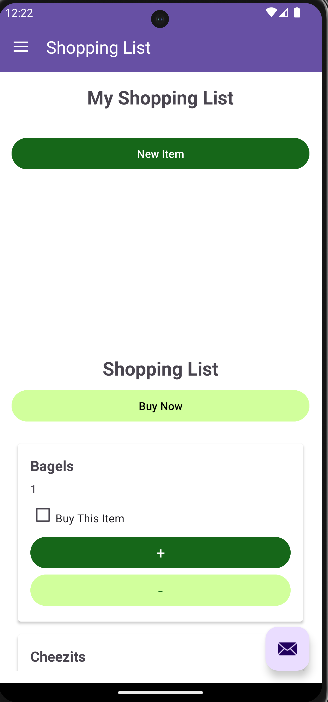 12:22
Shopping List
My Shopping List
New Item
Shopping List
Buy Now
Bagels
1
Buy This Item
+
-
Cheezits